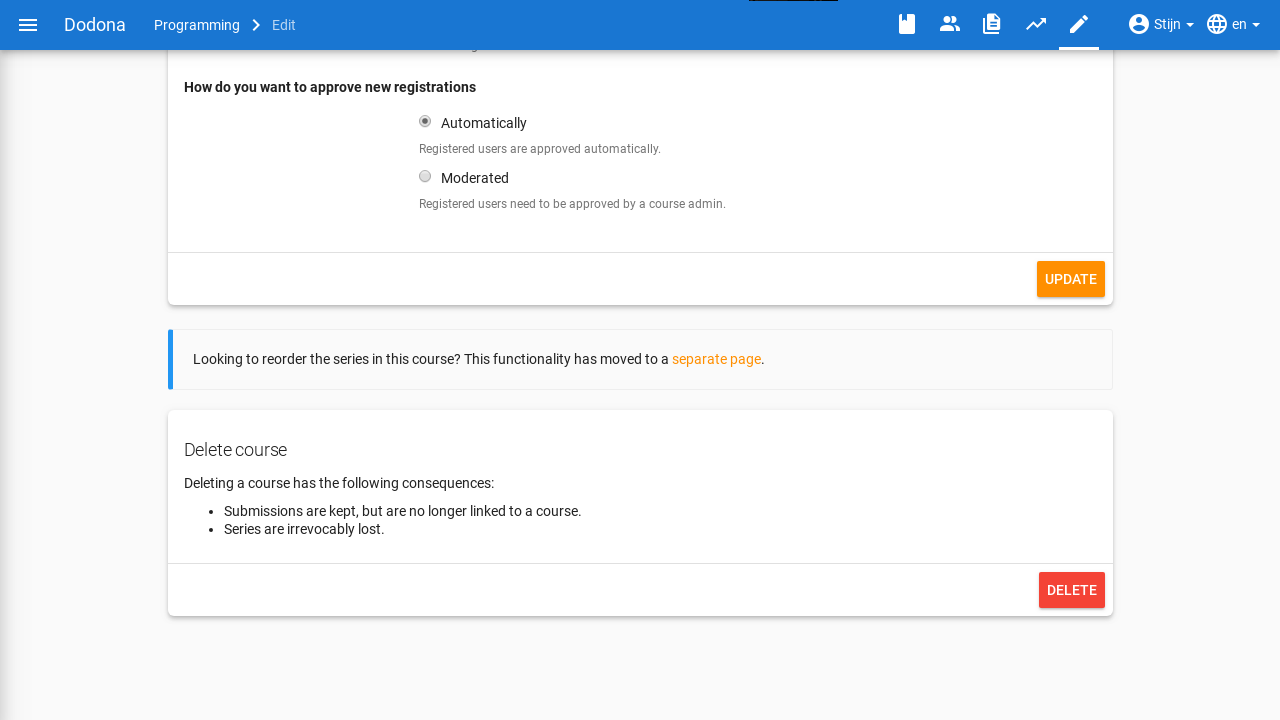 Dodona Programming Edit Stijn en
How do you want to approve new registrations
Automatically
Registered users are approved automatically.
Moderated
Registered users need to be approved by a course admin.
UPDATE
Looking to reorder the series in this course? This functionality has moved to a separate page.
Delete course
Deleting a course has the following consequences:
Submissions are kept, but are no longer linked to a course.
Series are irrevocably lost.
DELETE